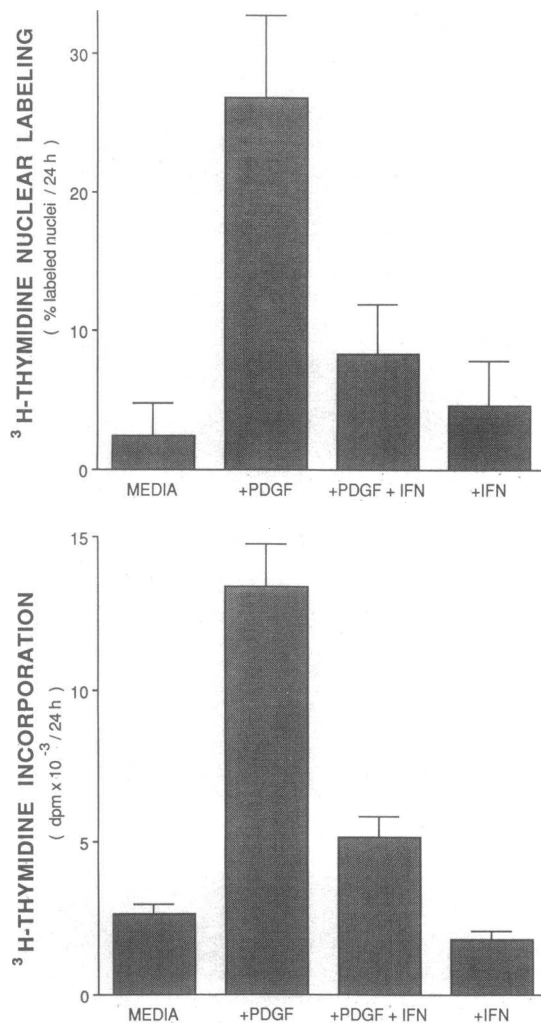 ³H-THYMIDINE NUCLEAR LABELING
( % labeled nuclei / 24 h )
30
20
10
0
MEDIA +PDGF +PDGF + IFN +IFN
³H-THYMIDINE INCORPORATION
( dpm x 10⁻³ / 24 h )
15
10
5
0
MEDIA +PDGF +PDGF + IFN +IFN